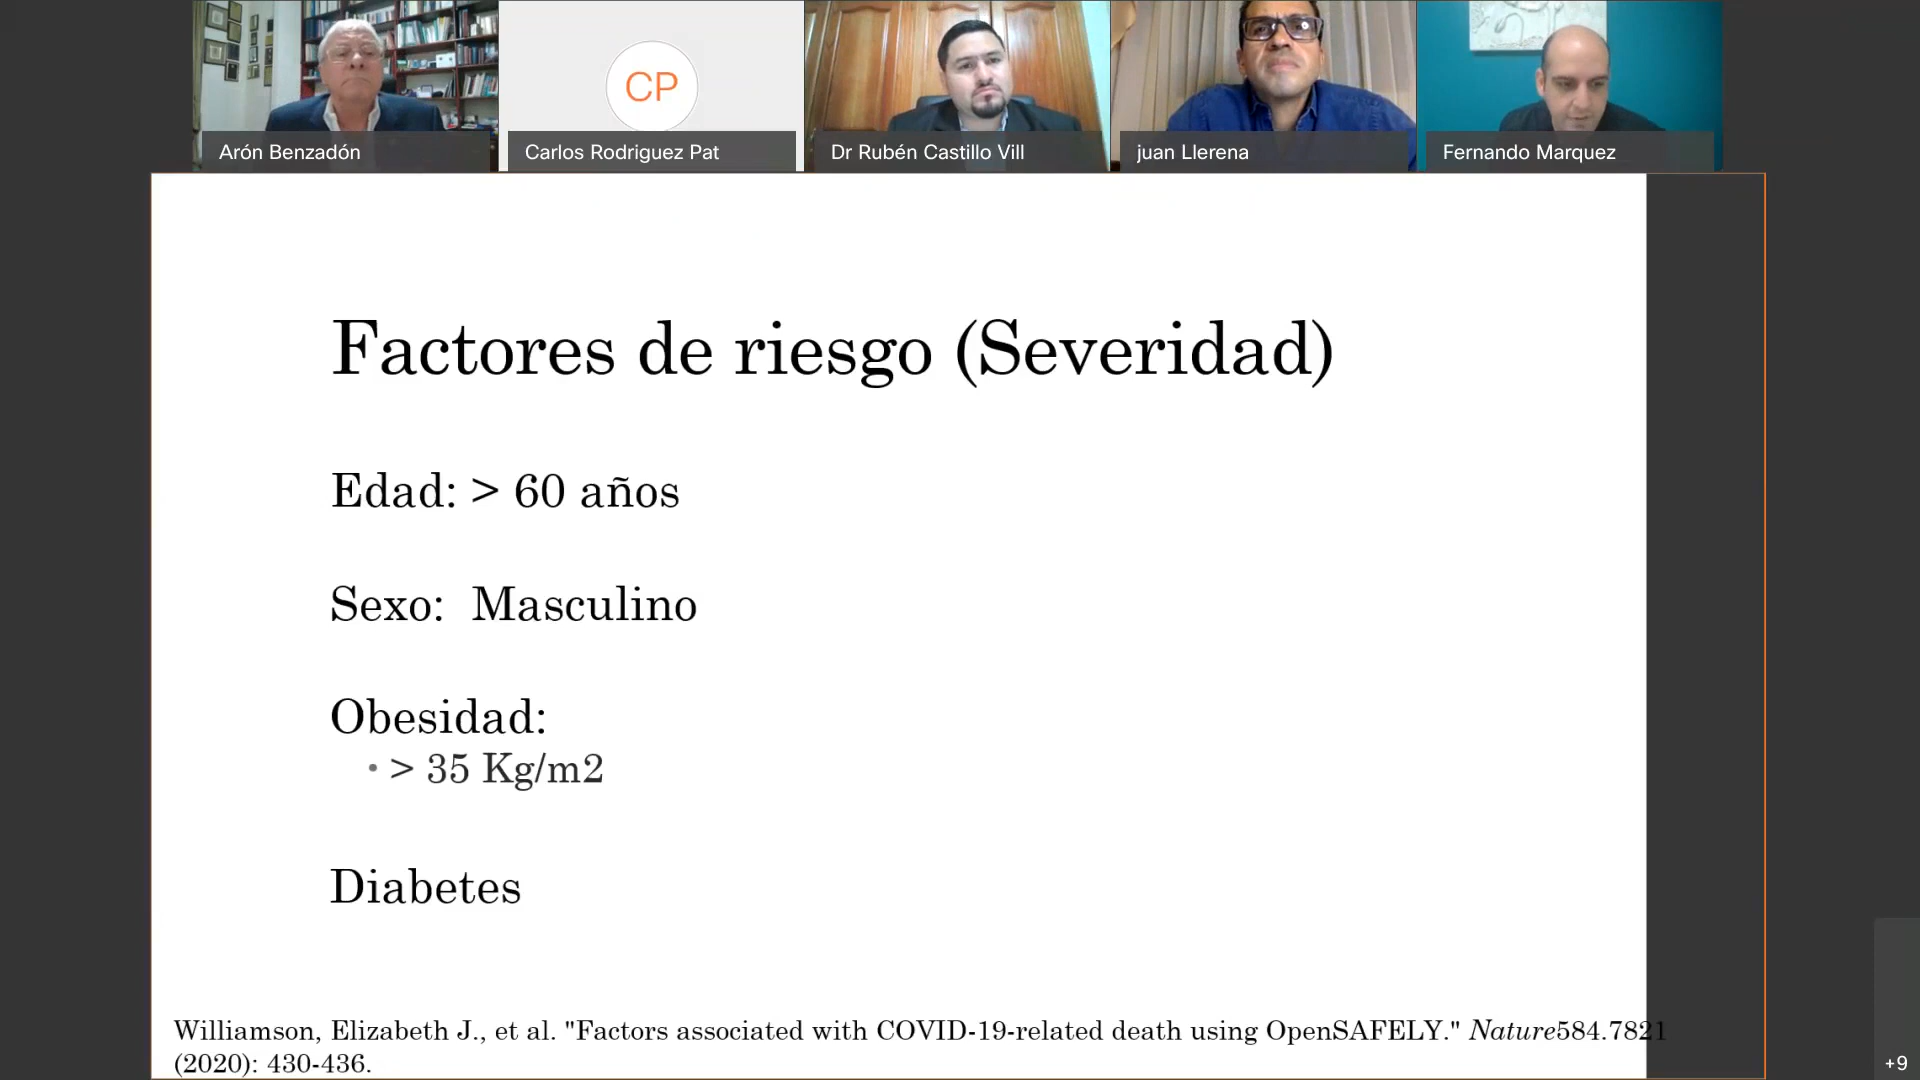 CP
Arón Benzadón
Carlos Rodriguez Pat
Dr Rubén Castillo Vill
juan Llerena
Fernando Marquez
Factores de riesgo (Severidad)
Edad: > 60 años
Sexo: Masculino
Obesidad:
• > 35 Kg/m2
Diabetes
Williamson, Elizabeth J., et al. "Factors associated with COVID-19-related death using OpenSAFELY." Nature584.7821
(2020): 430-436.
+9